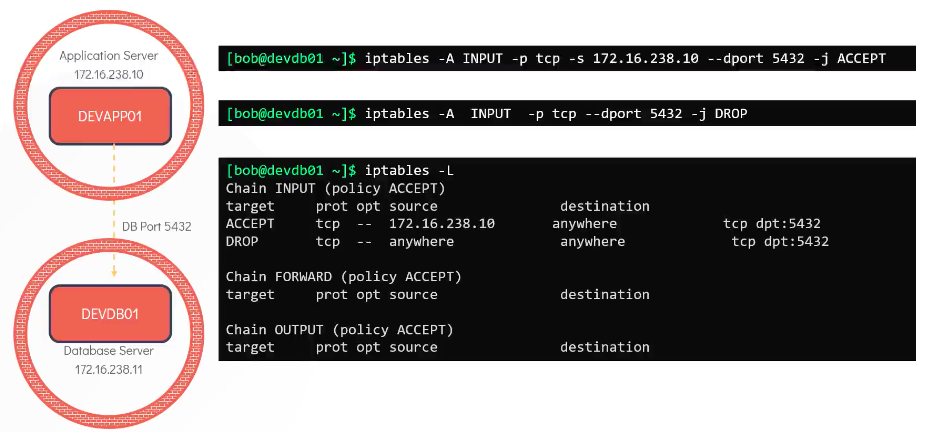 Application Server
172.16.238.10
DEVAPP01
DB Port 5432
DEVDB01
Database Server
172.16.238.11
[bob@devdb01 ~]$ iptables -A INPUT -p tcp -s 172.16.238.10 --dport 5432 -j ACCEPT
[bob@devdb01 ~]$ iptables -A  INPUT  -p tcp --dport 5432 -j DROP
[bob@devdb01 ~]$ iptables -L
Chain INPUT (policy ACCEPT)
target     prot opt source               destination
ACCEPT     tcp  --  172.16.238.10       anywhere             tcp dpt:5432
DROP       tcp  --  anywhere             anywhere             tcp dpt:5432
Chain FORWARD (policy ACCEPT)
target     prot opt source               destination
Chain OUTPUT (policy ACCEPT)
target     prot opt source               destination